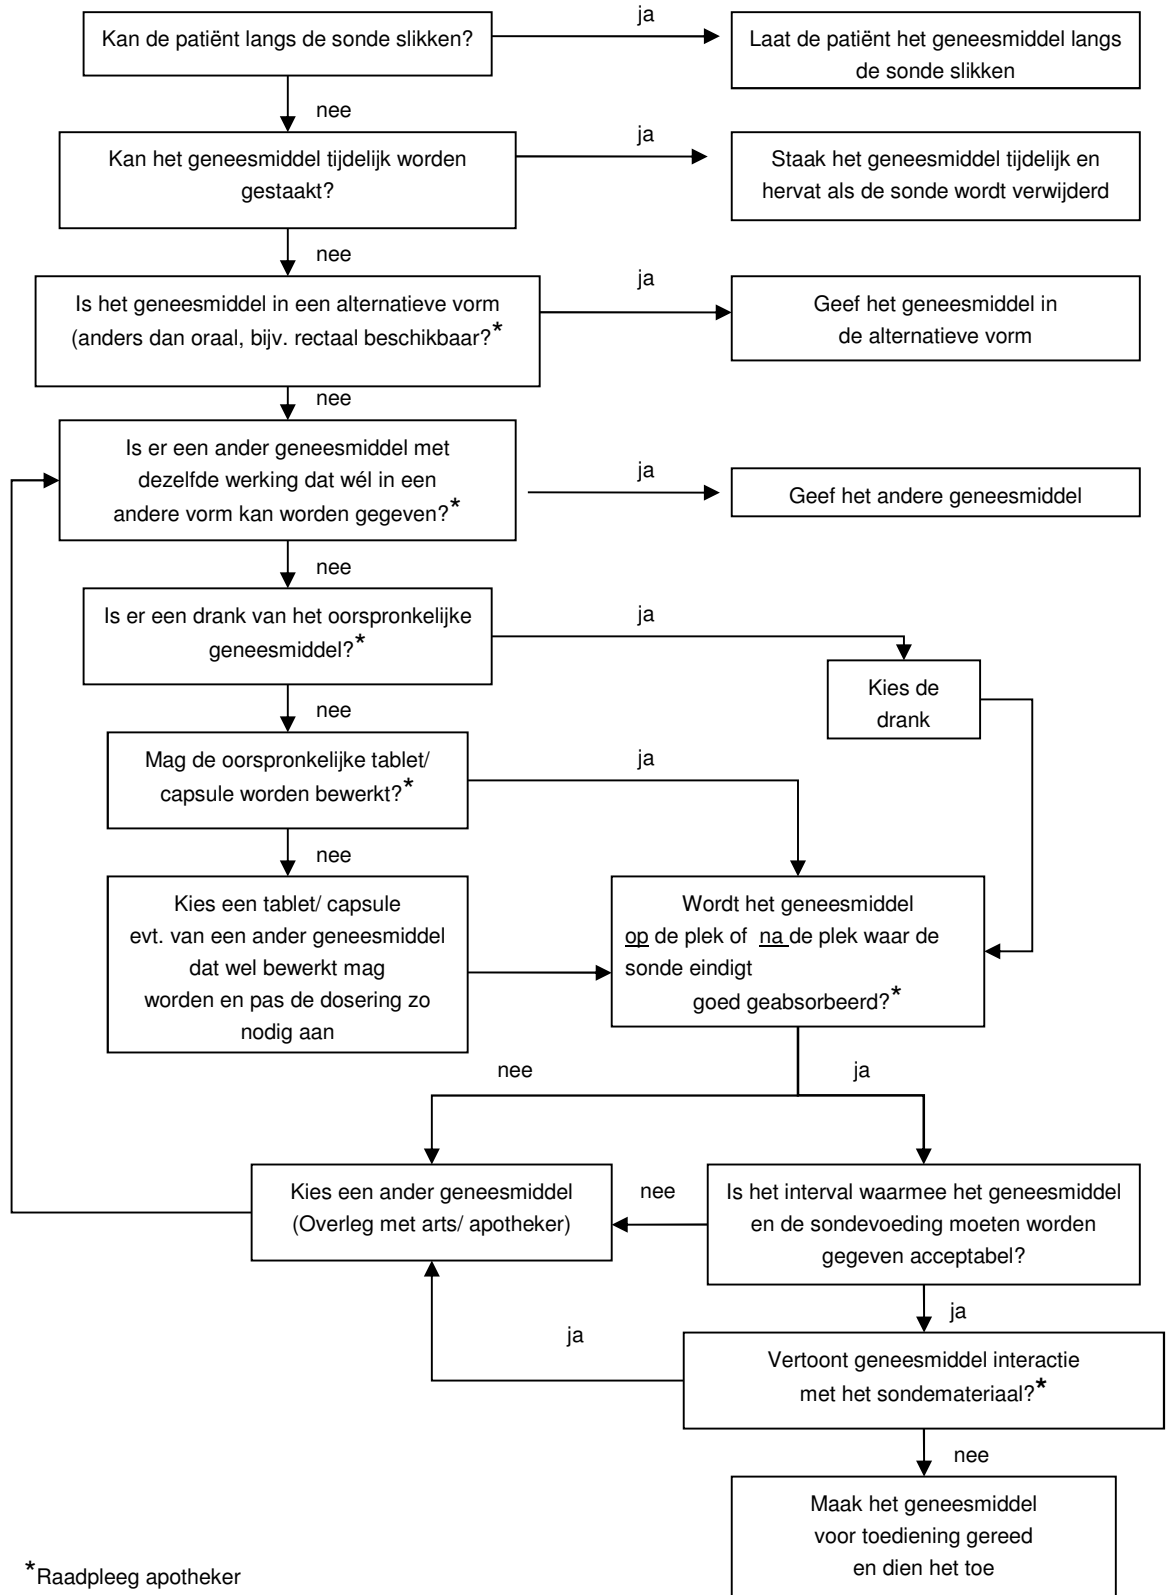 Kan de patiënt langs de sonde slikken?
ja
Laat de patiënt het geneesmiddel langs
de sonde slikken
nee
Kan het geneesmiddel tijdelijk worden
gestaakt?
ja
Staak het geneesmiddel tijdelijk en
hervat als de sonde wordt verwijderd
nee
Is het geneesmiddel in een alternatieve vorm
(anders dan oraal, bijv. rectaal beschikbaar?*
ja
Geef het geneesmiddel in
de alternatieve vorm
nee
Is er een ander geneesmiddel met
dezelfde werking dat wél in een
andere vorm kan worden gegeven?*
ja
Geef het andere geneesmiddel
nee
Is er een drank van het oorspronkelijke
geneesmiddel?*
ja
Kies de
drank
nee
Mag de oorspronkelijke tablet/
capsule worden bewerkt?*
ja
nee
Kies een tablet/ capsule
evt. van een ander geneesmiddel
dat wel bewerkt mag
worden en pas de dosering zo
nodig aan
Wordt het geneesmiddel
op de plek of na de plek waar de
sonde eindigt
goed geabsorbeerd?*
nee
ja
Kies een ander geneesmiddel
(Overleg met arts/ apotheker)
nee
Is het interval waarmee het geneesmiddel
en de sondevoeding moeten worden
gegeven acceptabel?
ja
ja
Vertoont geneesmiddel interactie
met het sondemateriaal?*
nee
Maak het geneesmiddel
voor toediening gereed
en dien het toe
*Raadpleeg apotheker